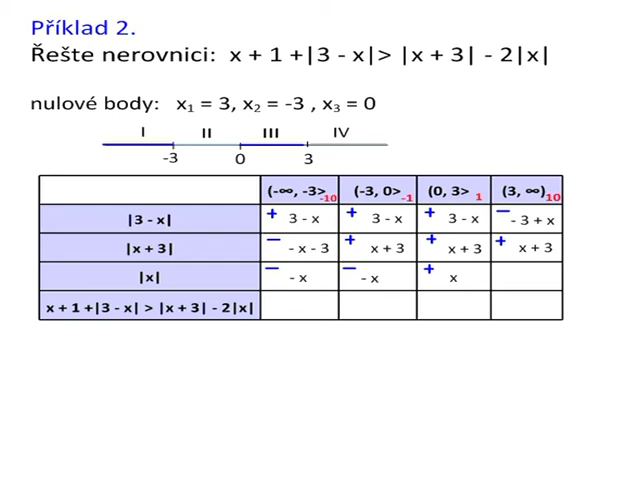 Příklad 2.
Řešte nerovnici: x + 1 +|3 - x|> |x + 3| - 2|x|
nulové body: x₁ = 3, x₂ = -3 , x₃ = 0
I II III IV
-3 0 3
(-∞, -3> -10 (-3, 0> -1 (0, 3> 1 (3, ∞) 10
|3 - x| + 3 - x + 3 - x + 3 - x − - 3 + x
|x + 3| − - x - 3 + x + 3 + x + 3 + x + 3
|x| − - x − - x + x
x + 1 +|3 - x| > |x + 3| - 2|x|